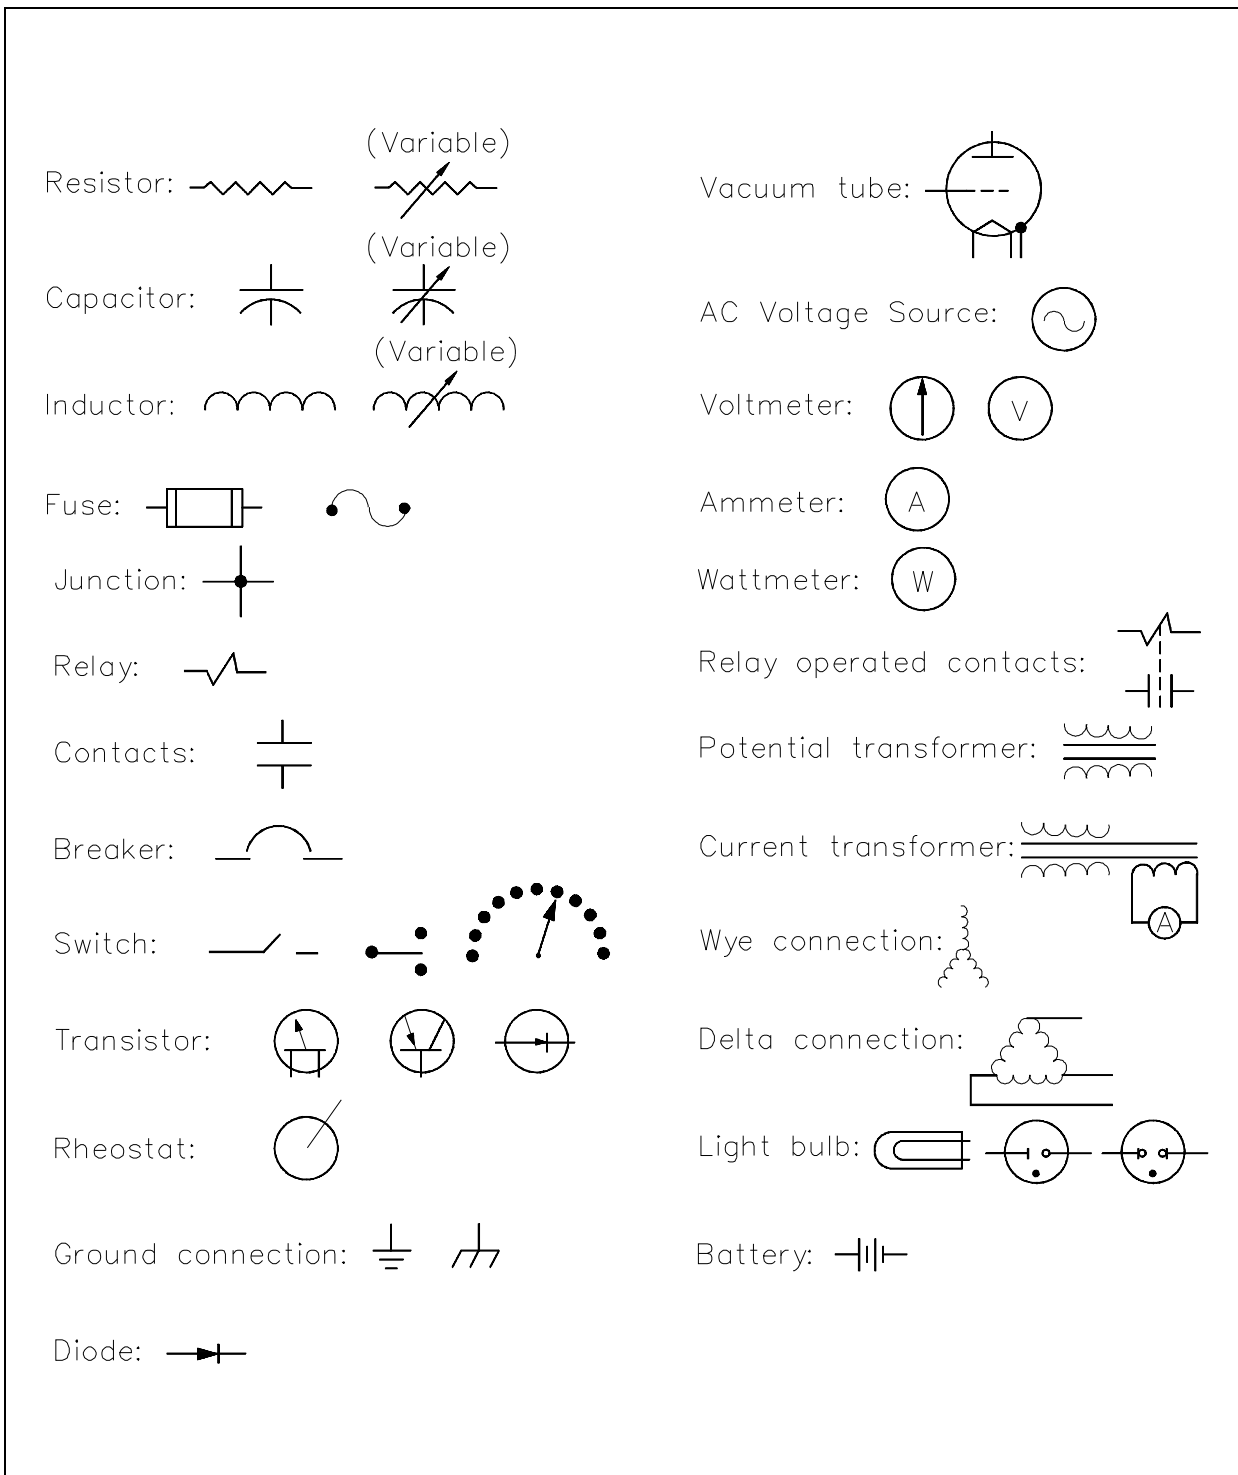 (Variable)
Resistor:
(Variable)
Capacitor:
(Variable)
Inductor:
Fuse:
Junction:
Relay:
Contacts:
Breaker:
Switch:
Transistor:
Rheostat:
Ground connection:
Diode:
Vacuum tube:
AC Voltage Source:
Voltmeter:
V
Ammeter:
A
Wattmeter:
W
Relay operated contacts:
Potential transformer:
Current transformer:
A
Wye connection:
Delta connection:
Light bulb:
Battery: